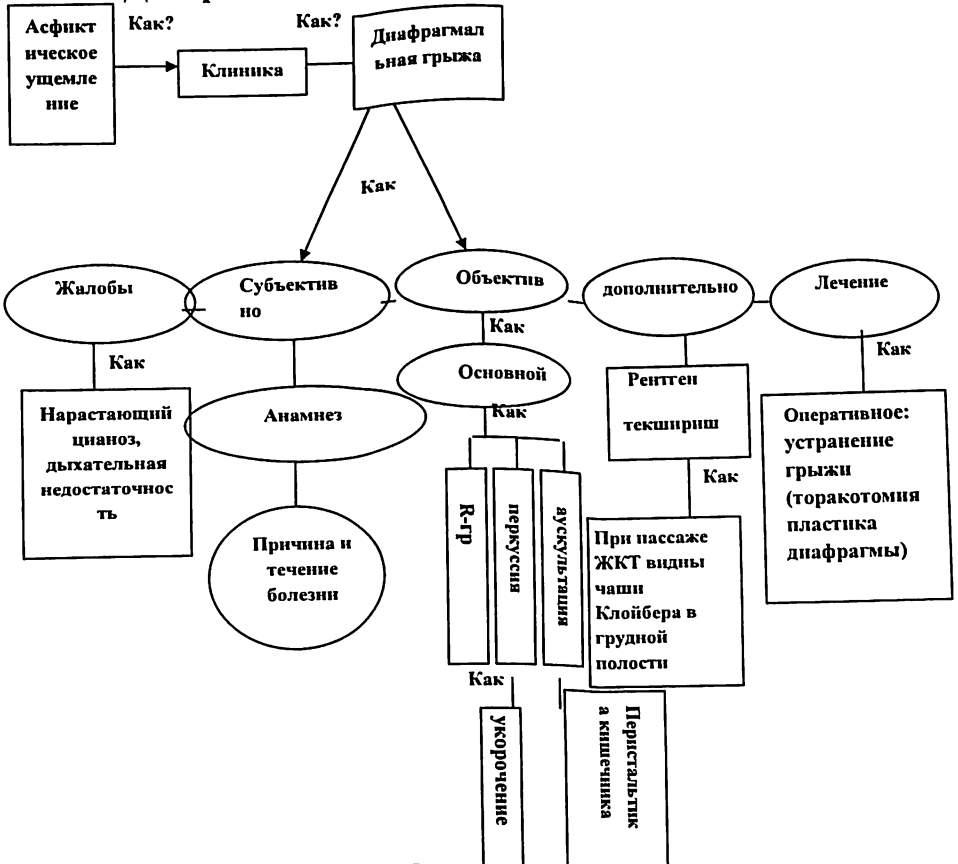 Асфикт
ическое
ущемле
ние
Как?
Клиника
Как?
Диафрагмал
ьная грыжа
Как
Жалобы
Субъектив
но
Объектив
дополнительно
Лечение
Как
Как
Как
Нарастающий
цианоз,
дыхательная
недостаточнос
ть
Анамнез
Причина и
течение
болезни
Основной
Как
R-гр
перкуссия
аускультация
Рентген
текшириш
Как
При пассаже
ЖКТ видны
чаши
Клойбера в
грудной
полости
Оперативное:
устранение
грыжи
(торакотомия
пластика
диафрагмы)
Как
укорочение
Перистальтик
а кишечника